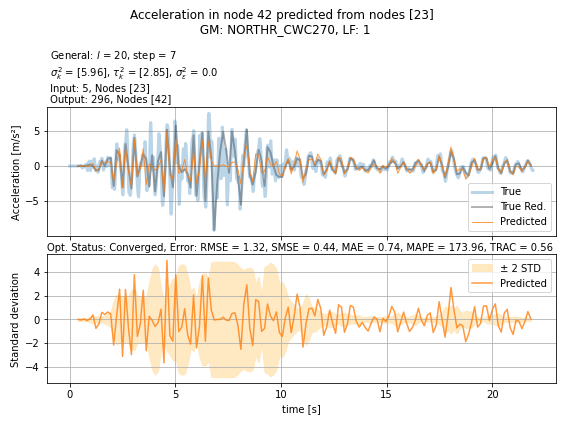 Acceleration in node 42 predicted from nodes [23]
GM: NORTHR_CWC270, LF: 1
General: l = 20, step = 7
σ²ₖ = [5.96], τ²ₖ = [2.85], σ²ε = 0.0
Input: 5, Nodes [23]
Output: 296, Nodes [42]
Acceleration [m/s²]
5
0
−5
True
True Red.
Predicted
Opt. Status: Converged, Error: RMSE = 1.32, SMSE = 0.44, MAE = 0.74, MAPE = 173.96, TRAC = 0.56
Standard deviation
4
2
0
−2
−4
± 2 STD
Predicted
0 5 10 15 20
time [s]